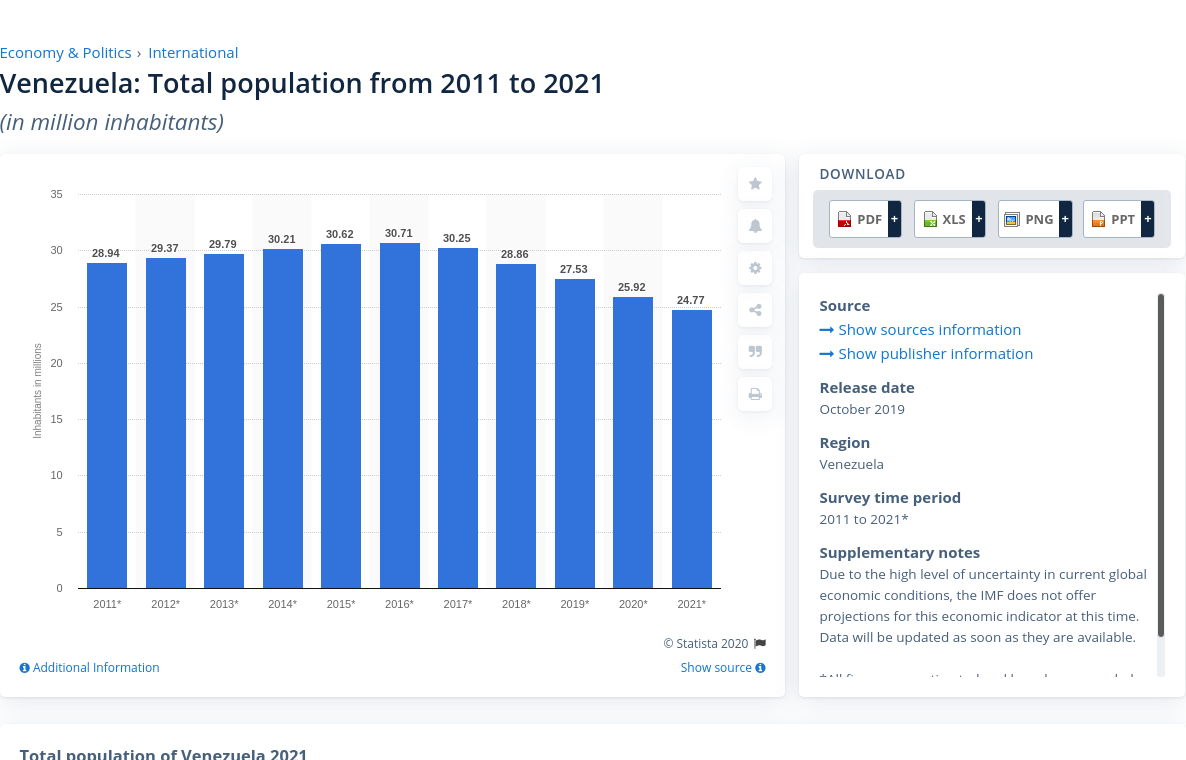 Economy & Politics › International
Venezuela: Total population from 2011 to 2021
(in million inhabitants)
35
30
25
20
15
10
5
0
Inhabitants in millions
28.94
29.37
29.79
30.21
30.62
30.71
30.25
28.86
27.53
25.92
24.77
2011*
2012*
2013*
2014*
2015*
2016*
2017*
2018*
2019*
2020*
2021*
© Statista 2020
Additional Information
Show source
DOWNLOAD
PDF +
XLS +
PNG +
PPT +
Source
Show sources information
Show publisher information
Release date
October 2019
Region
Venezuela
Survey time period
2011 to 2021*
Supplementary notes
Due to the high level of uncertainty in current global
economic conditions, the IMF does not offer
projections for this economic indicator at this time.
Data will be updated as soon as they are available.
Total population of Venezuela 2021